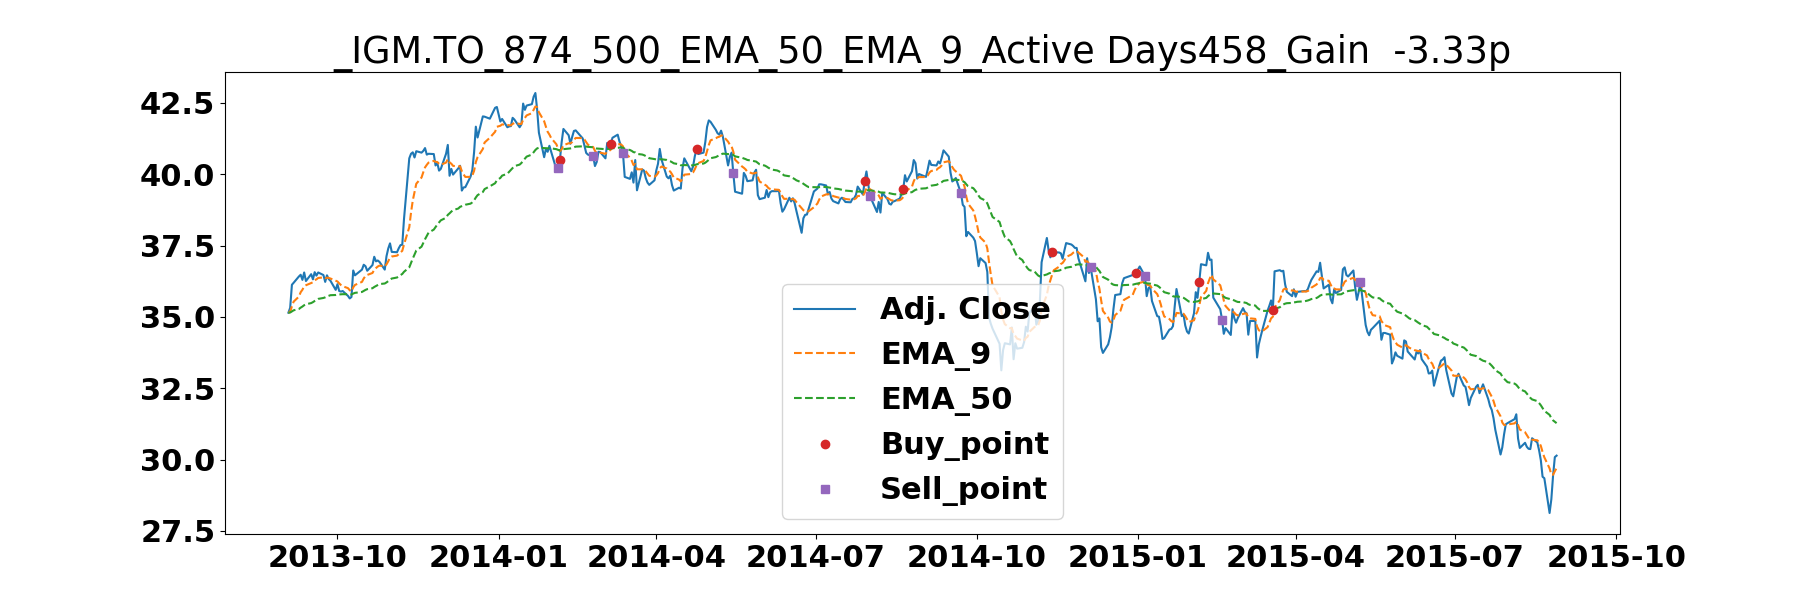 _IGM.TO_874_500_EMA_50_EMA_9_Active Days458_Gain  -3.33p
42.5
40.0
37.5
35.0
32.5
30.0
27.5
Adj. Close
EMA_9
EMA_50
Buy_point
Sell_point
2013-10 2014-01 2014-04 2014-07 2014-10 2015-01 2015-04 2015-07 2015-10